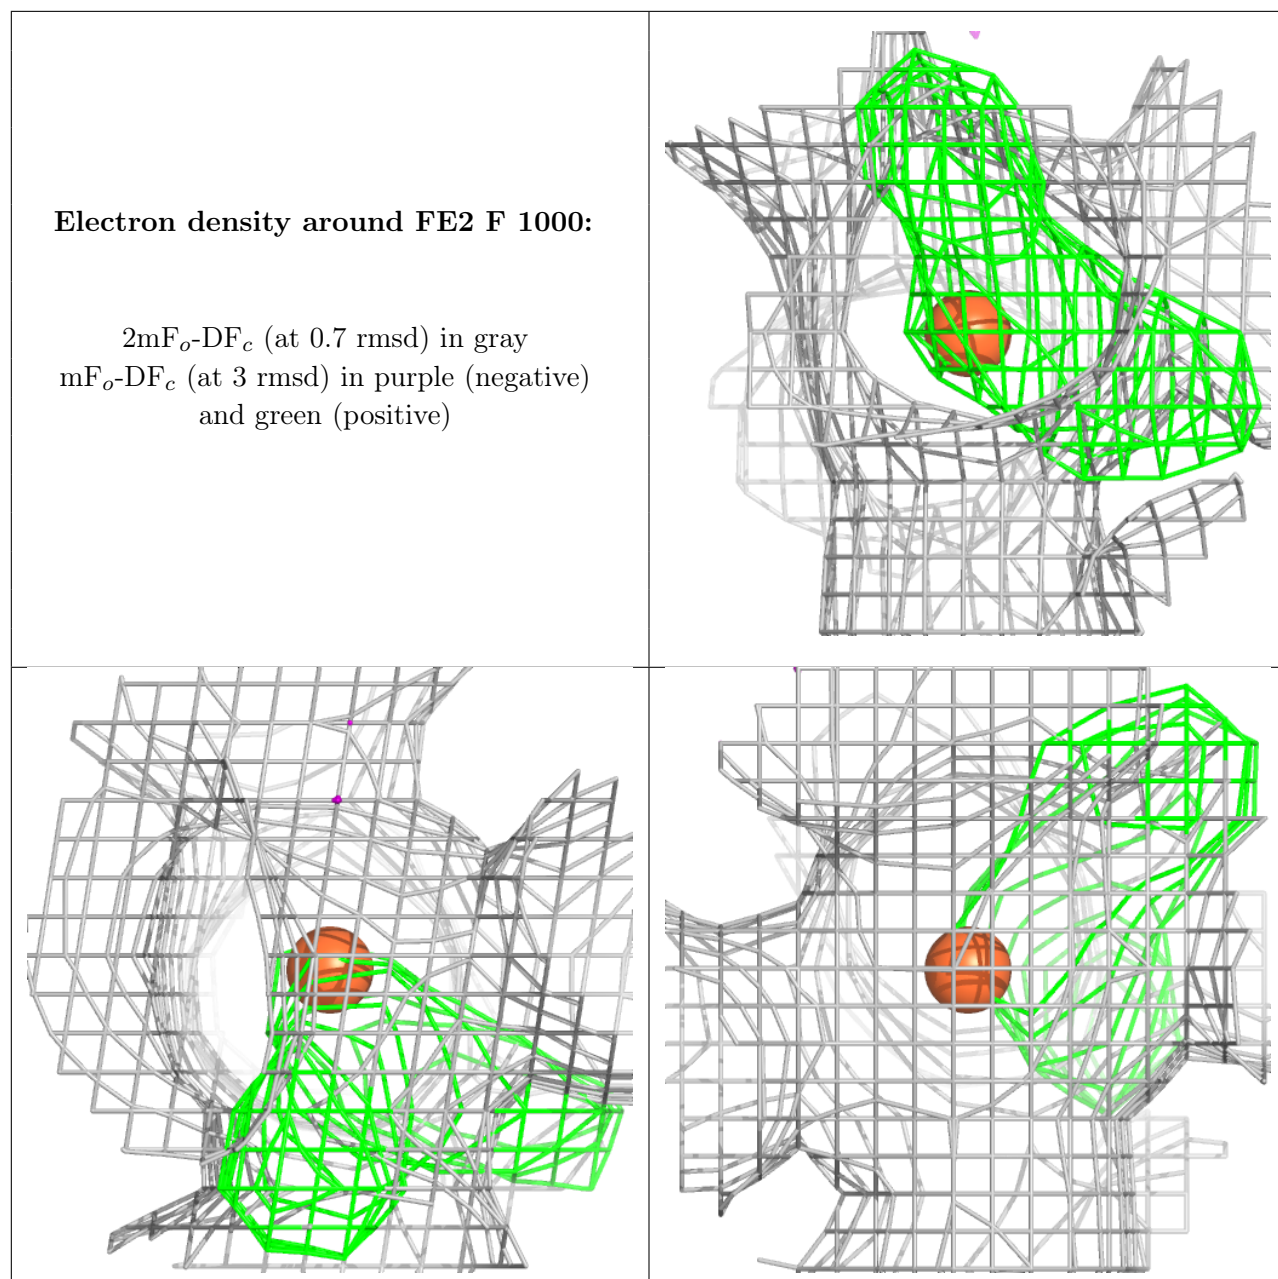 Electron density around FE2 F 1000:
2mFo-DFc (at 0.7 rmsd) in gray
mFo-DFc (at 3 rmsd) in purple (negative)
and green (positive)